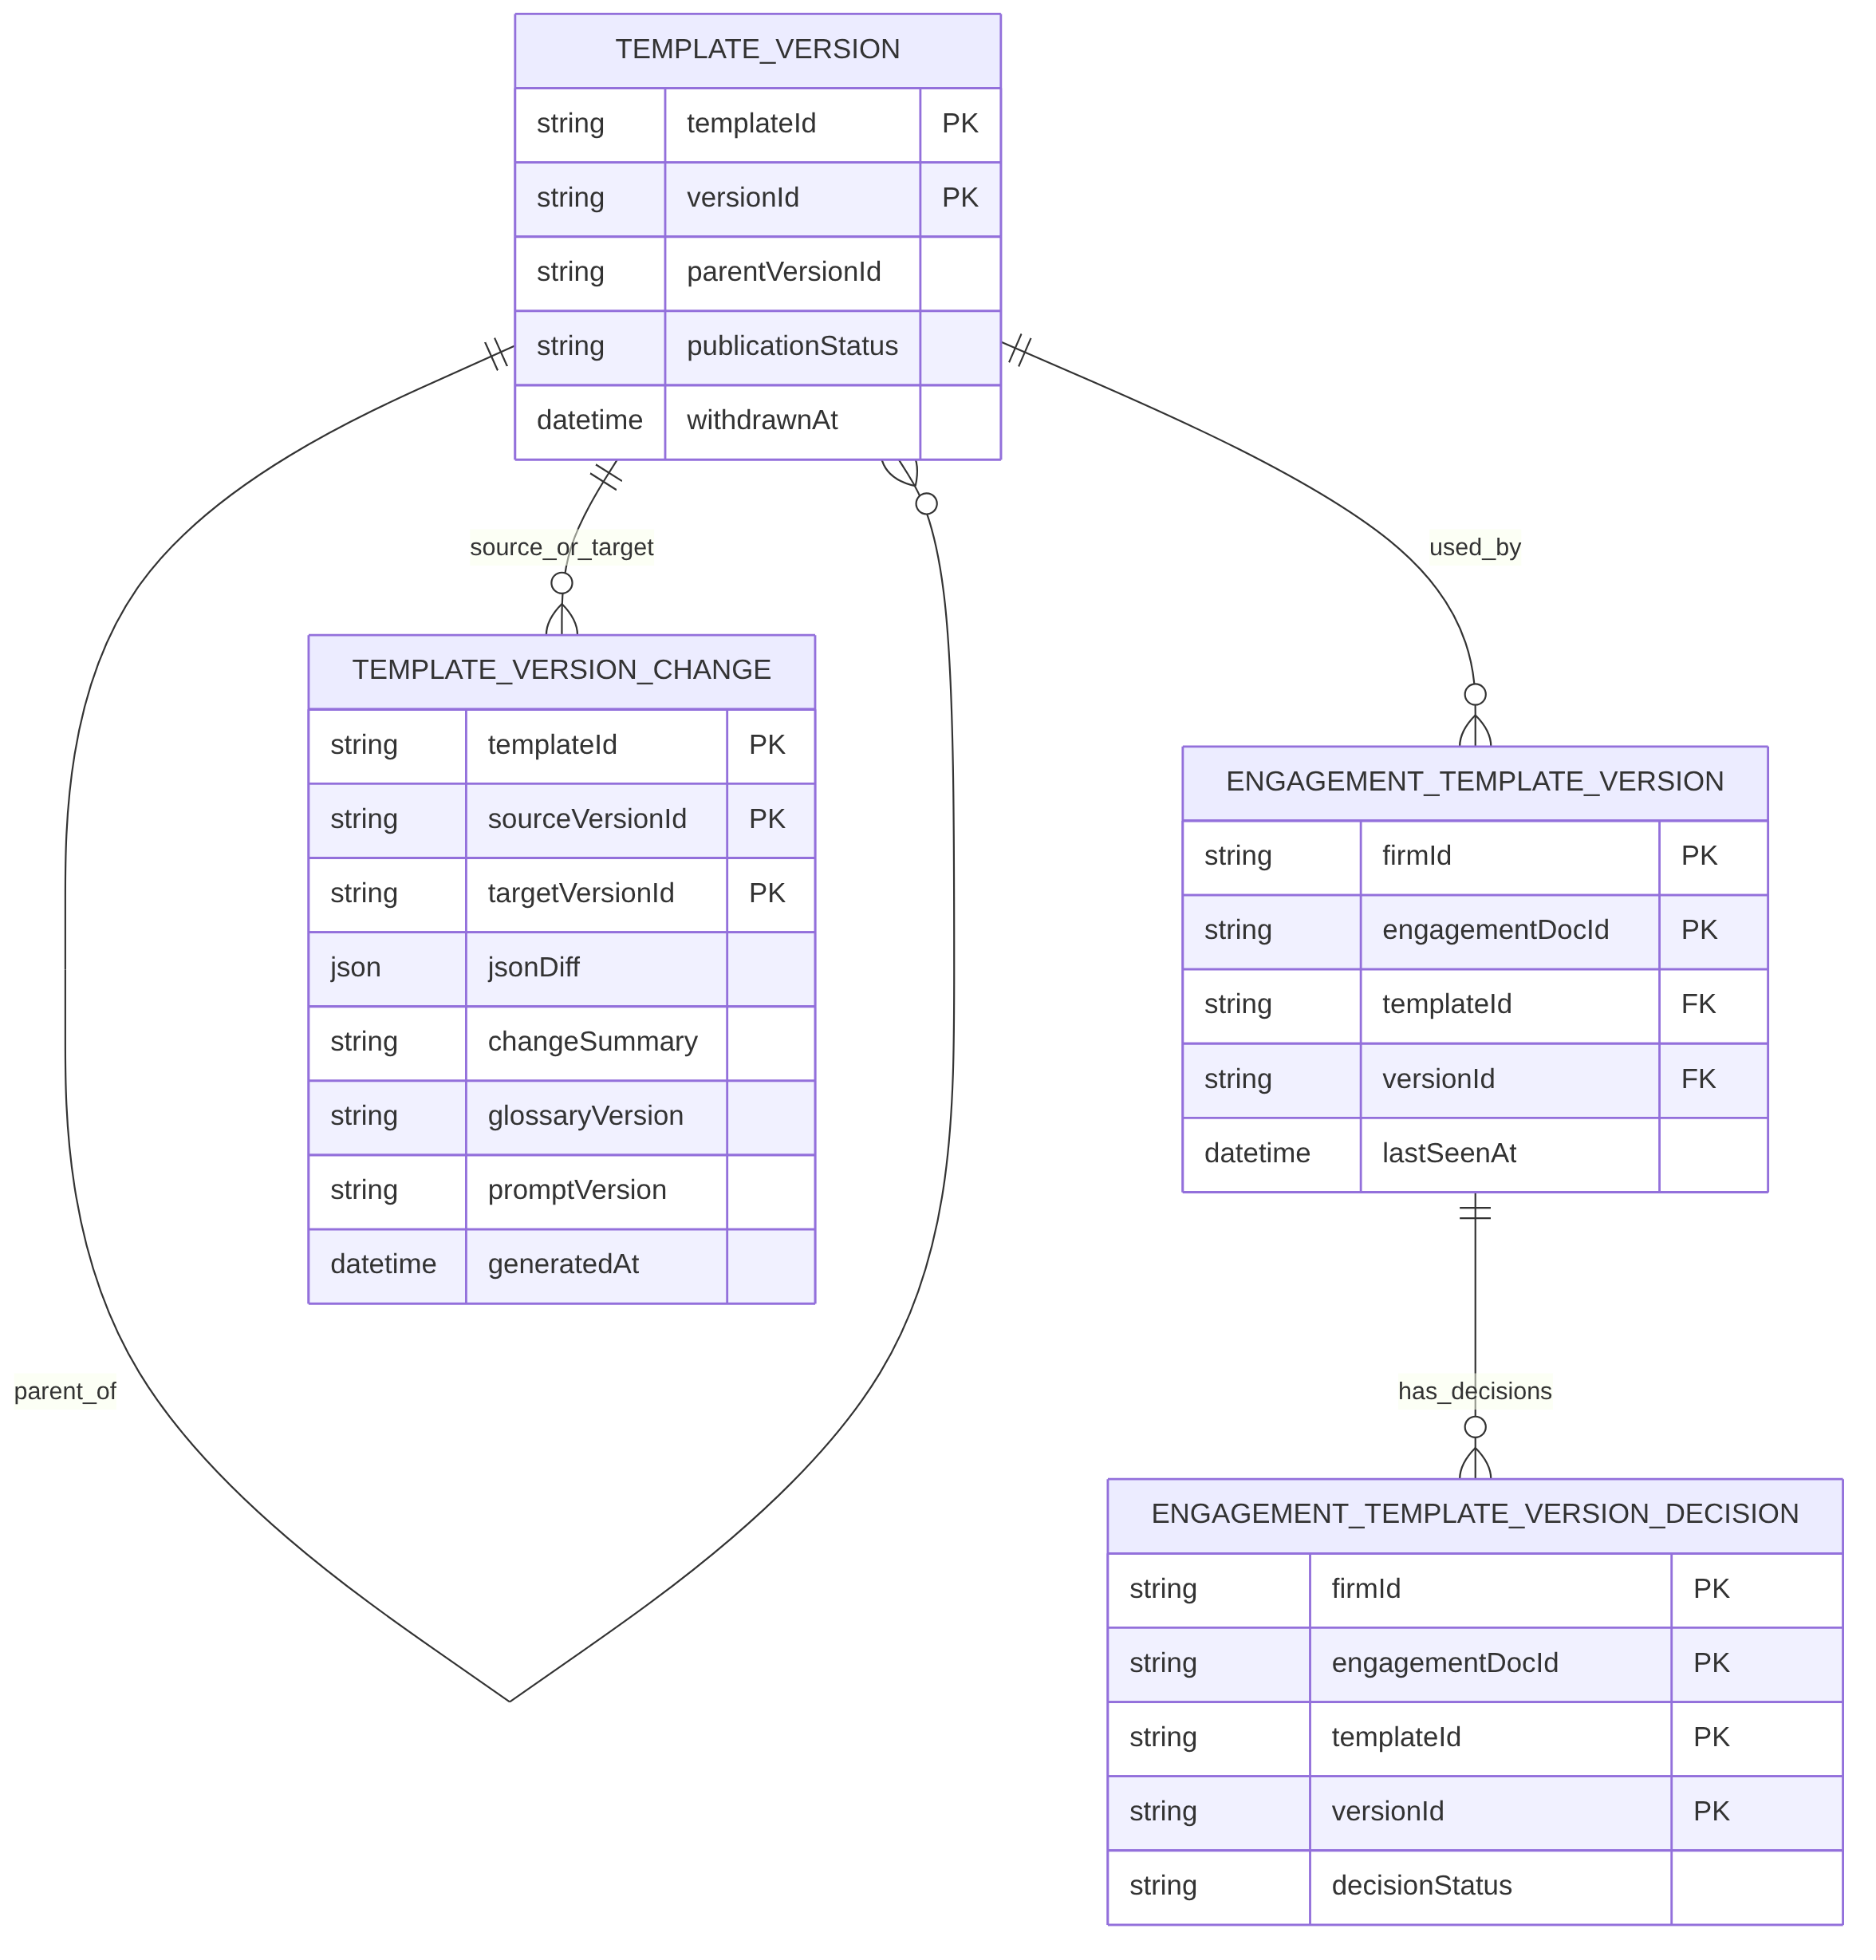 TEMPLATE_VERSION
string templateId PK
string versionId PK
string parentVersionId
string publicationStatus
datetime withdrawnAt
source_or_target
used_by
TEMPLATE_VERSION_CHANGE
string templateId PK
string sourceVersionId PK
string targetVersionId PK
json jsonDiff
string changeSummary
string glossaryVersion
string promptVersion
datetime generatedAt
ENGAGEMENT_TEMPLATE_VERSION
string firmId PK
string engagementDocId PK
string templateId FK
string versionId FK
datetime lastSeenAt
parent_of
has_decisions
ENGAGEMENT_TEMPLATE_VERSION_DECISION
string firmId PK
string engagementDocId PK
string templateId PK
string versionId PK
string decisionStatus